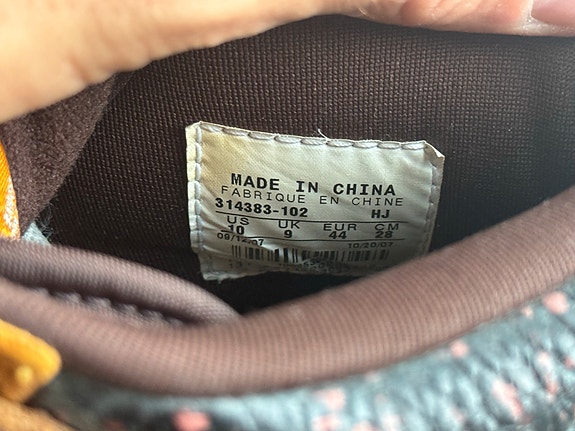 MADE IN CHINA
FABRIQUE EN CHINE
314383-102 HJ
US UK EUR CM
10 9 44 28
10/20/07